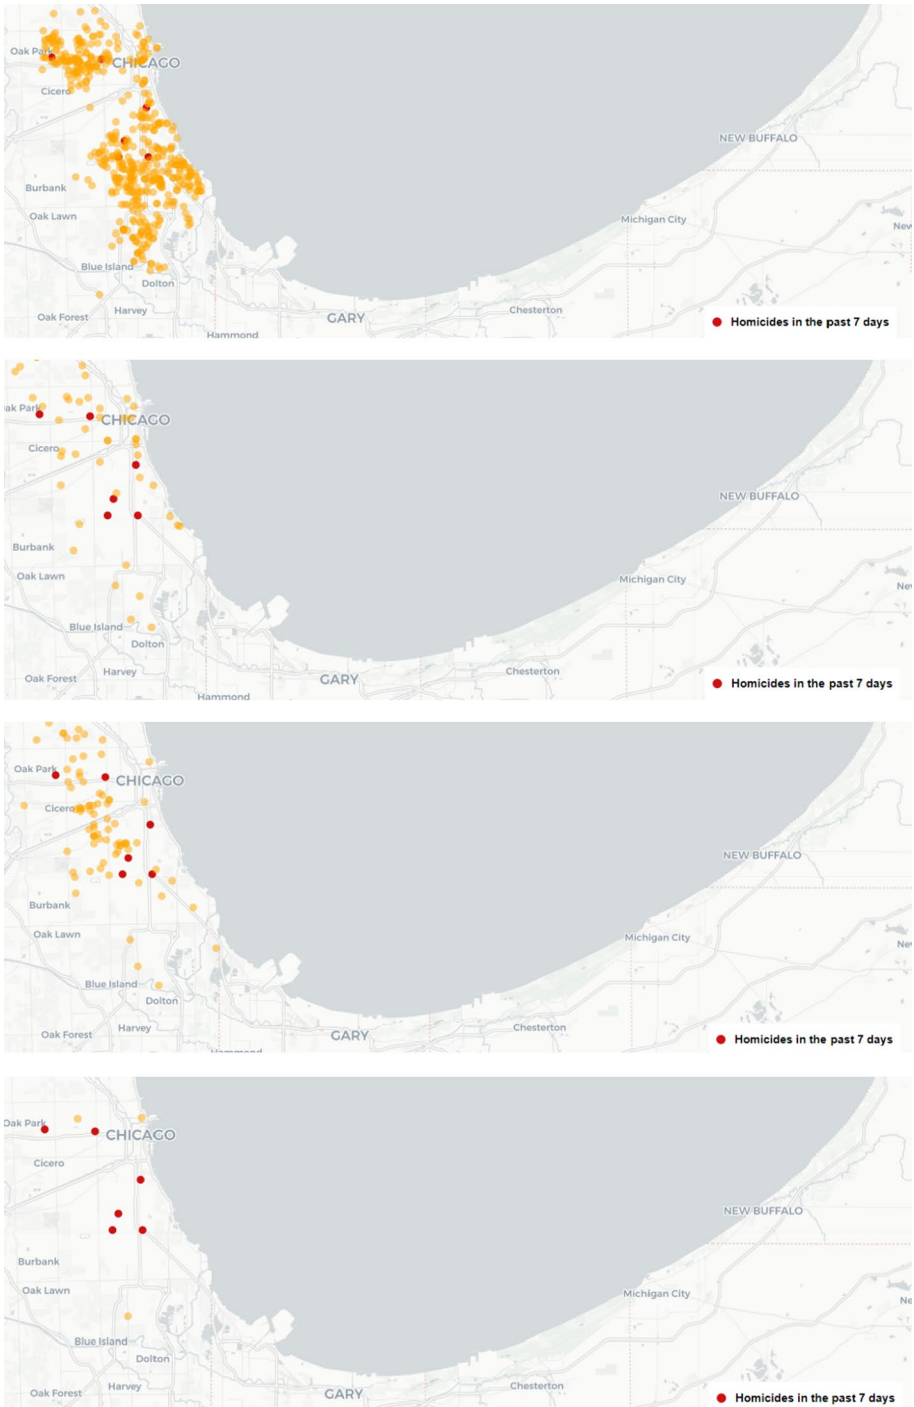 Oak Park
CHICAGO
Cicero
NEW BUFFALO
Burbank
Oak Lawn
Michigan City
New
Blue Island
Dolton
Harvey
Chesterton
Oak Forest
GARY
Homicides in the past 7 days
Hammond
ak Park
CHICAGO
Cicero
NEW BUFFALO
Burbank
Oak Lawn
Michigan City
Ne
Blue Island
Dolton
Harvey
Chesterton
Oak Forest
GARY
Homicides in the past 7 days
Hammond
Oak Park
CHICAGO
Cicero
NEW BUFFALO
Burbank
Oak Lawn
Michigan City
New
Blue Island
Dolton
Harvey
Chesterton
Oak Forest
GARY
Homicides in the past 7 days
Oak Park
CHICAGO
Cicero
NEW BUFFALO
Burbank
Oak Lawn
Michigan City
Ne
Blue Island
Dolton
Harvey
Chesterton
Oak Forest
GARY
Homicides in the past 7 days